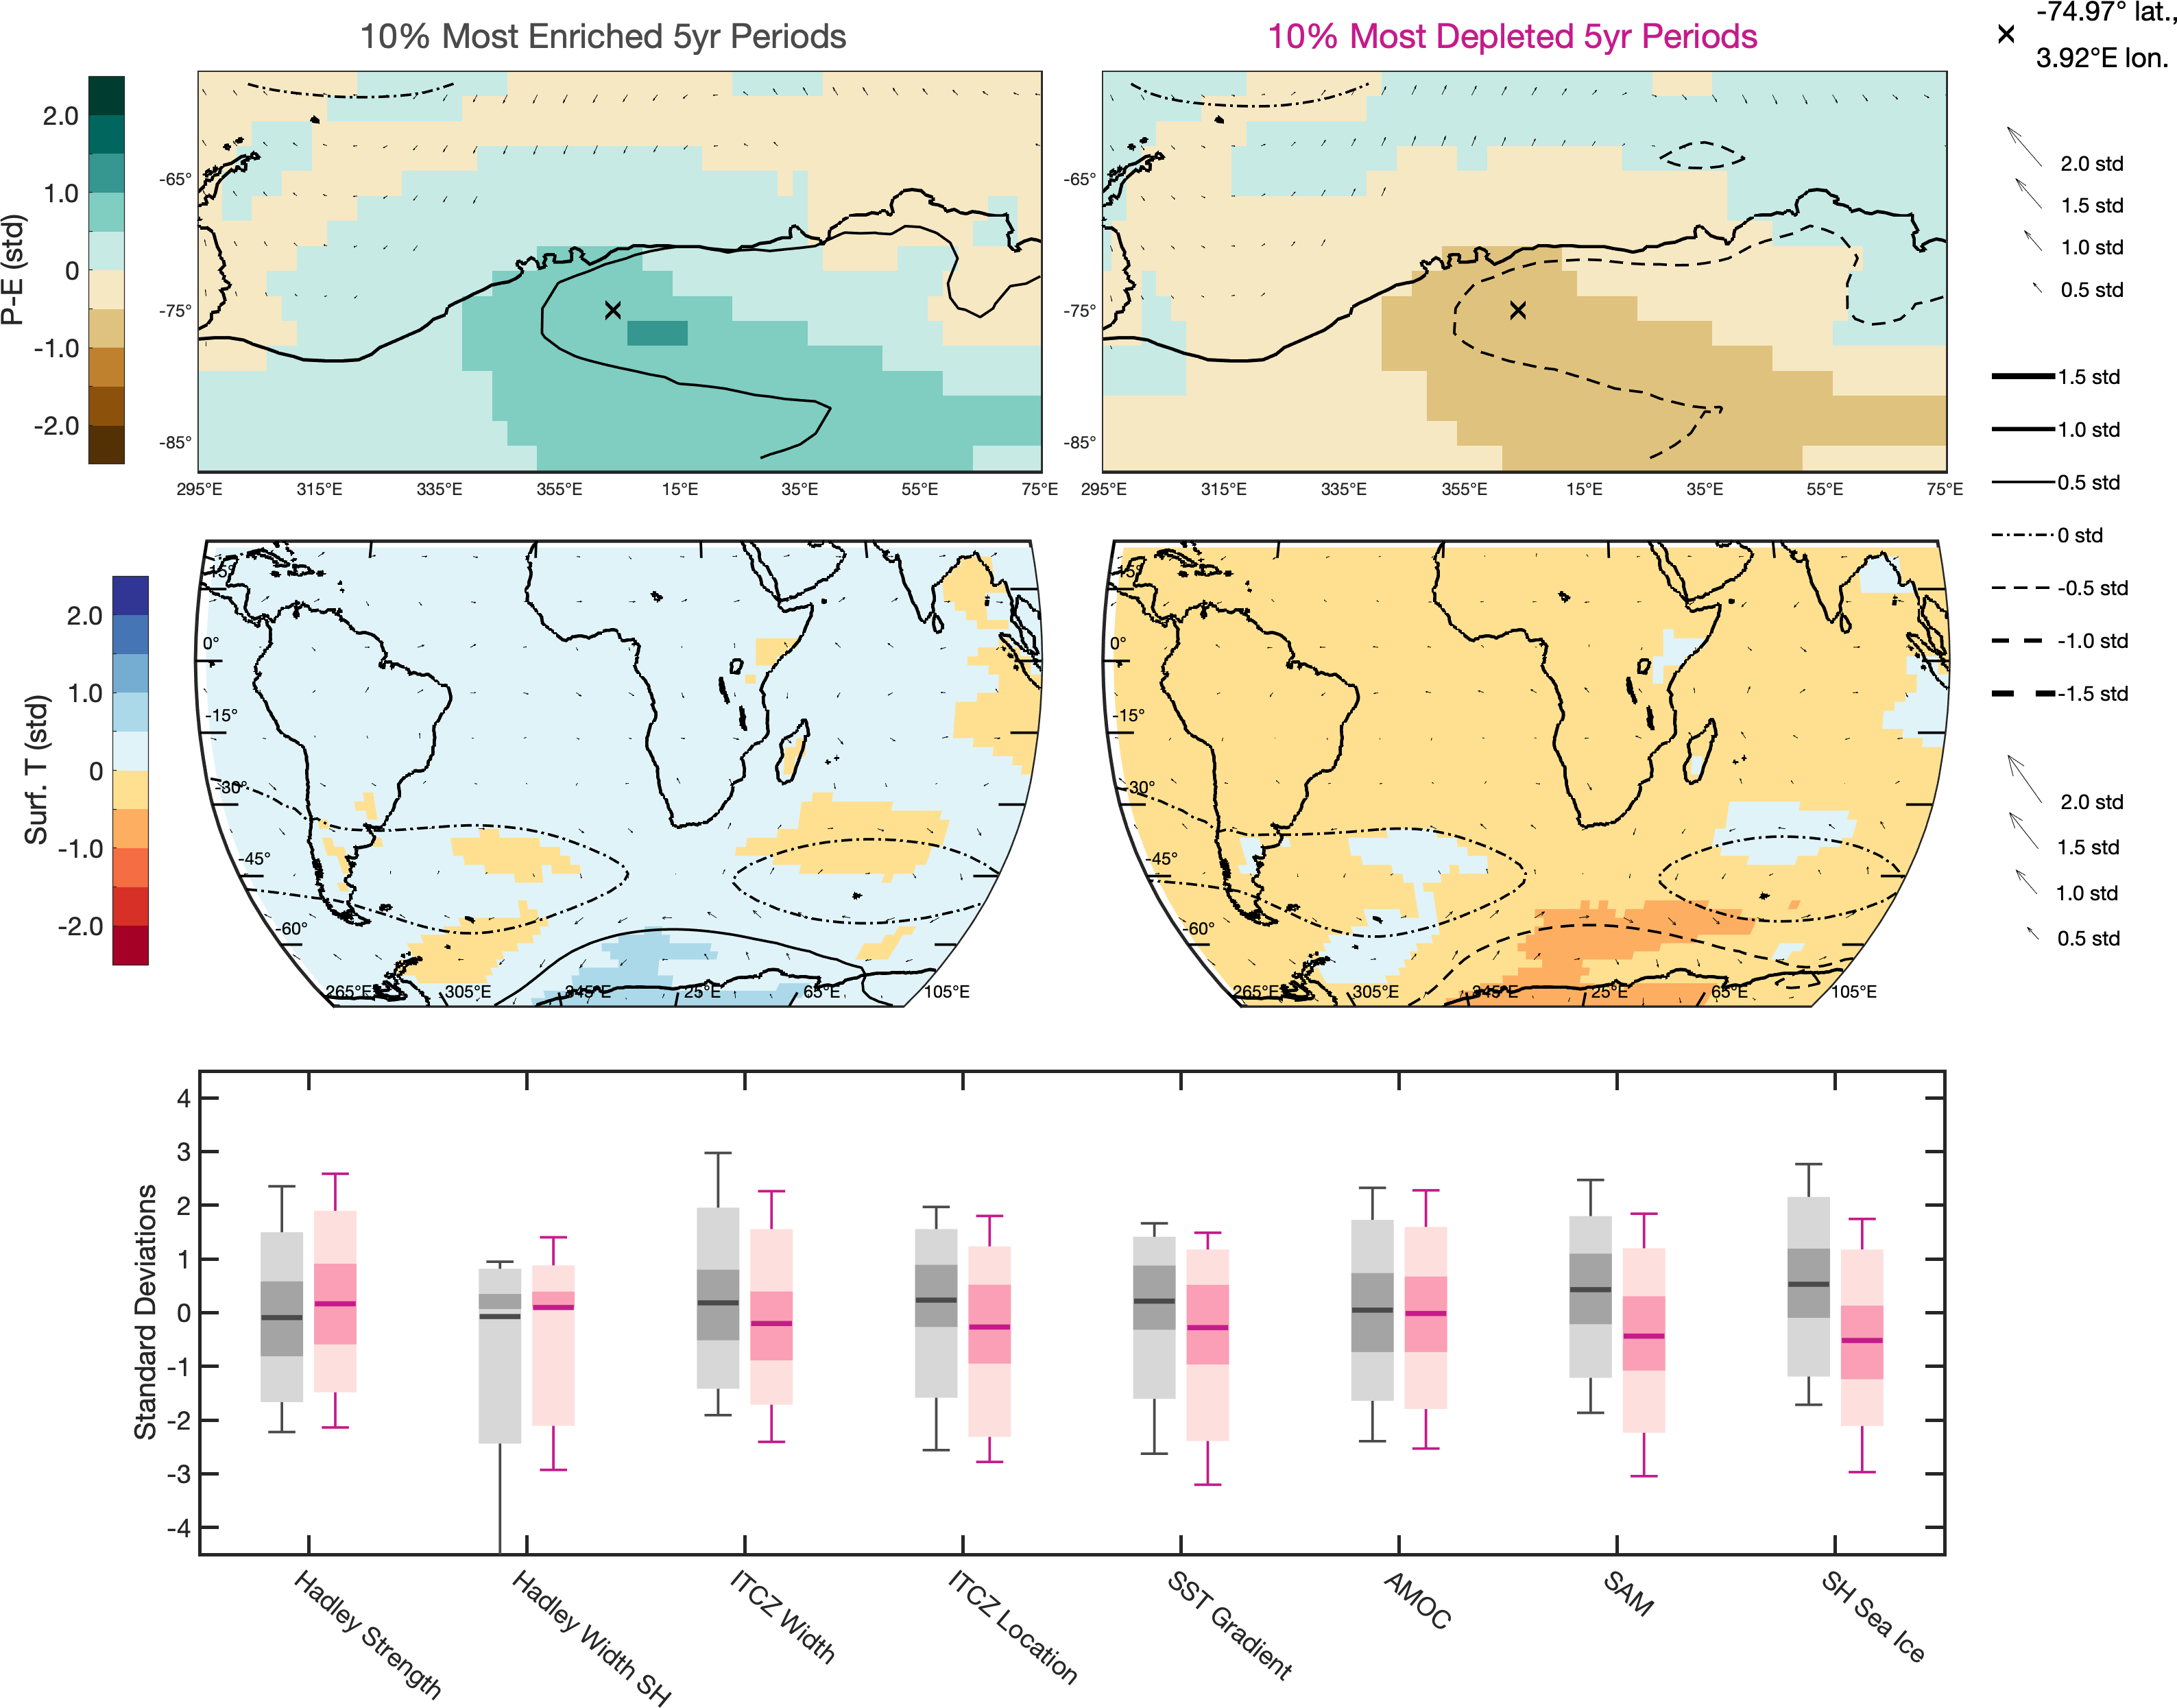 10% Most Enriched 5yr Periods
10% Most Depleted 5yr Periods
-74.97° lat.,
3.92°E lon.
P-E (std)
2.0
1.0
0
-1.0
-2.0
-65°
-75°
-85°
295°E 315°E 335°E 355°E 15°E 35°E 55°E 75°E
-65°
-75°
-85°
295°E 315°E 335°E 355°E 15°E 35°E 55°E 75°E
2.0 std
1.5 std
1.0 std
0.5 std
1.5 std
1.0 std
0.5 std
0 std
-0.5 std
-1.0 std
-1.5 std
Surf. T (std)
2.0
1.0
0
-1.0
-2.0
15°
0°
-15°
-30°
-45°
-60°
265°E 305°E 345°E 25°E 65°E 105°E
15°
0°
-15°
-30°
-45°
-60°
265°E 305°E 345°E 25°E 65°E 105°E
2.0 std
1.5 std
1.0 std
0.5 std
Standard Deviations
4
3
2
1
0
-1
-2
-3
-4
Hadley Strength
Hadley Width SH
ITCZ Width
ITCZ Location
SST Gradient
AMOC
SAM
SH Sea Ice